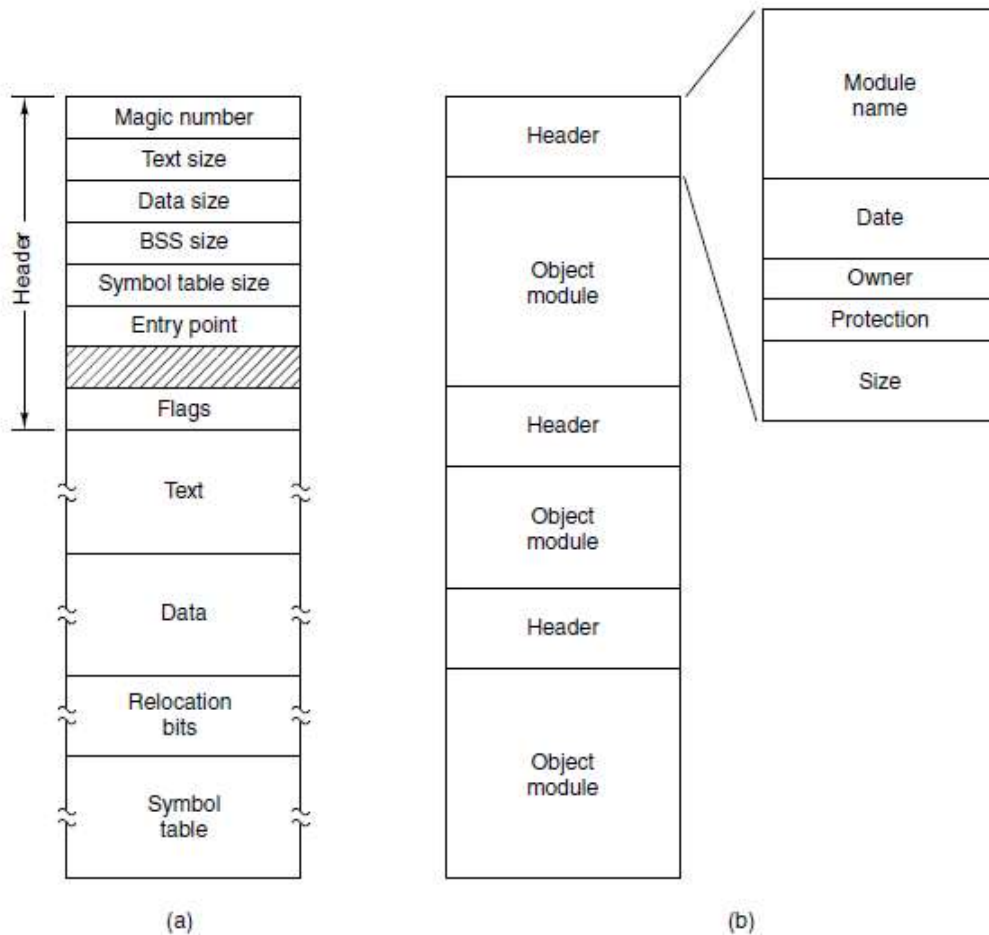 Header
Magic number
Text size
Data size
BSS size
Symbol table size
Entry point
Flags
Text
Data
Relocation
bits
Symbol
table
(a)
Header
Object
module
Header
Object
module
Header
Object
module
Module
name
Date
Owner
Protection
Size
(b)